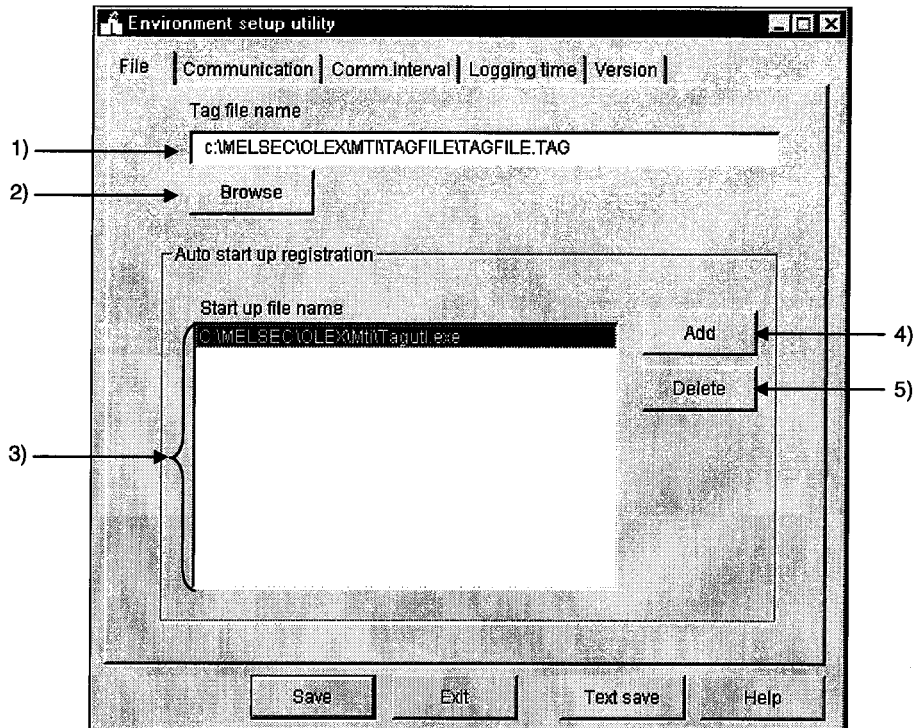 Environment setup utility
File Communication Comm.interval Logging time Version
Tag file name
1) c:\MELSEC\OLEX\MTI\TAGFILE\TAGFILE.TAG
2) Browse
Auto start up registration
Start up file name
C:\MELSEC\OLEX\Mti\Tagutl.exe
Add 4)
Delete 5)
3)
Save Exit Text save Help